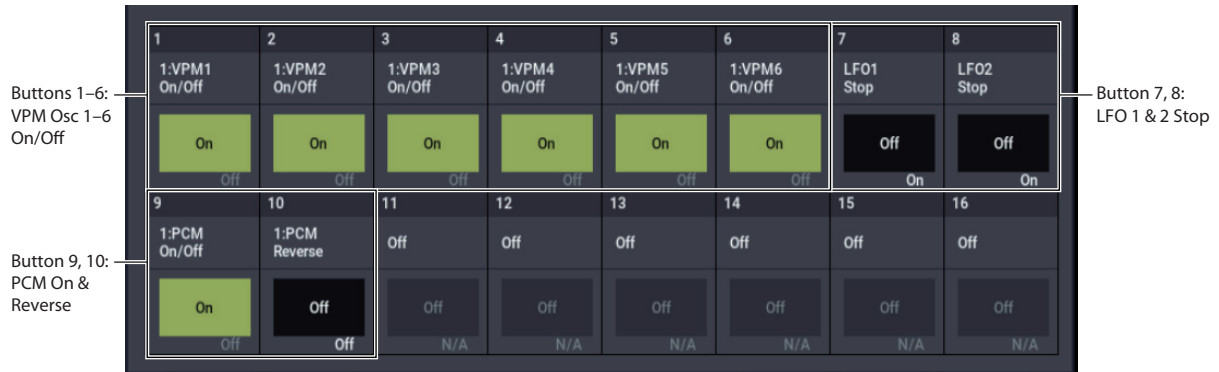 1 2 3 4 5 6 7 8
1:VPM1 1:VPM2 1:VPM3 1:VPM4 1:VPM5 1:VPM6 LFO1 LFO2
On/Off On/Off On/Off On/Off On/Off On/Off Stop Stop
On On On On On On Off Off
Off Off Off Off Off Off On On
9 10 11 12 13 14 15 16
1:PCM 1:PCM
On/Off Reverse Off Off Off Off Off Off
On Off Off Off Off Off Off Off
Off Off N/A N/A N/A N/A N/A N/A
Buttons 1–6:
VPM Osc 1–6
On/Off
Button 7, 8:
LFO 1 & 2 Stop
Button 9, 10:
PCM On &
Reverse